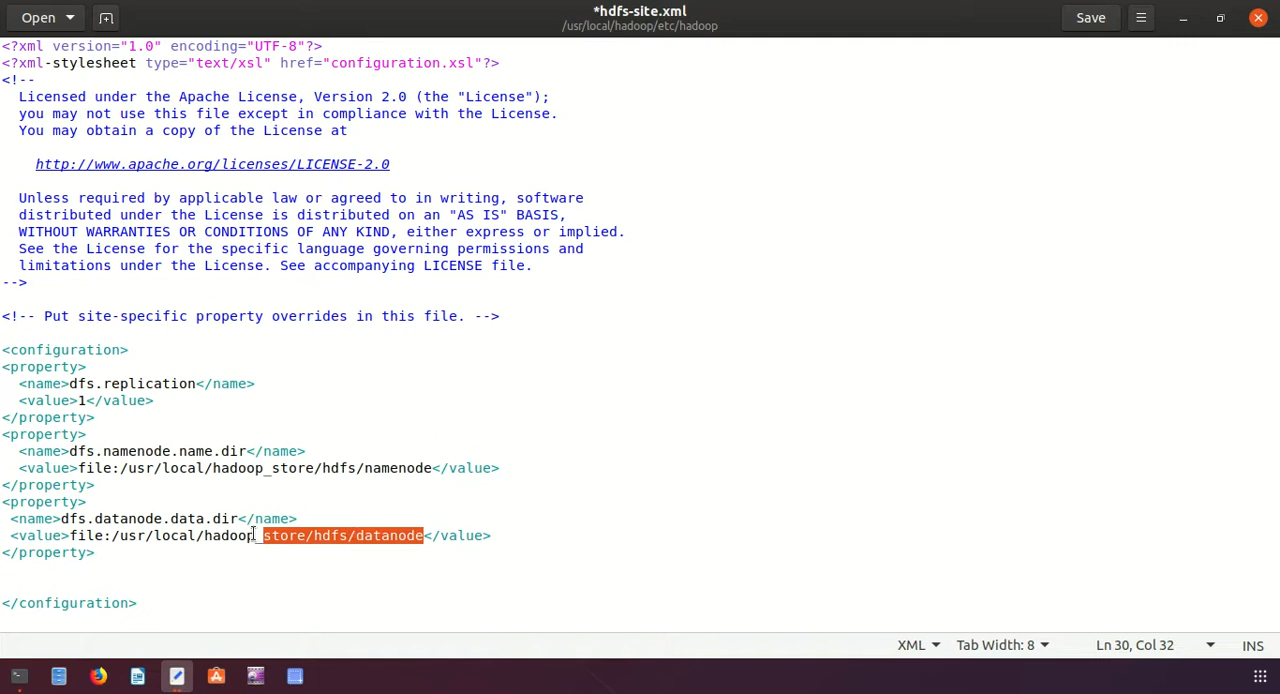 Open
*hdfs-site.xml
/usr/local/hadoop/etc/hadoop
Save
<?xml version="1.0" encoding="UTF-8"?>
<?xml-stylesheet type="text/xsl" href="configuration.xsl"?>
<!--
  Licensed under the Apache License, Version 2.0 (the "License");
  you may not use this file except in compliance with the License.
  You may obtain a copy of the License at
    http://www.apache.org/licenses/LICENSE-2.0
  Unless required by applicable law or agreed to in writing, software
  distributed under the License is distributed on an "AS IS" BASIS,
  WITHOUT WARRANTIES OR CONDITIONS OF ANY KIND, either express or implied.
  See the License for the specific language governing permissions and
  limitations under the License. See accompanying LICENSE file.
-->
<!-- Put site-specific property overrides in this file. -->
<configuration>
<property>
  <name>dfs.replication</name>
  <value>1</value>
</property>
<property>
  <name>dfs.namenode.name.dir</name>
  <value>file:/usr/local/hadoop_store/hdfs/namenode</value>
</property>
<property>
 <name>dfs.datanode.data.dir</name>
 <value>file:/usr/local/hadoop_store/hdfs/datanode</value>
</property>
</configuration>
XML
Tab Width: 8
Ln 30, Col 32
INS